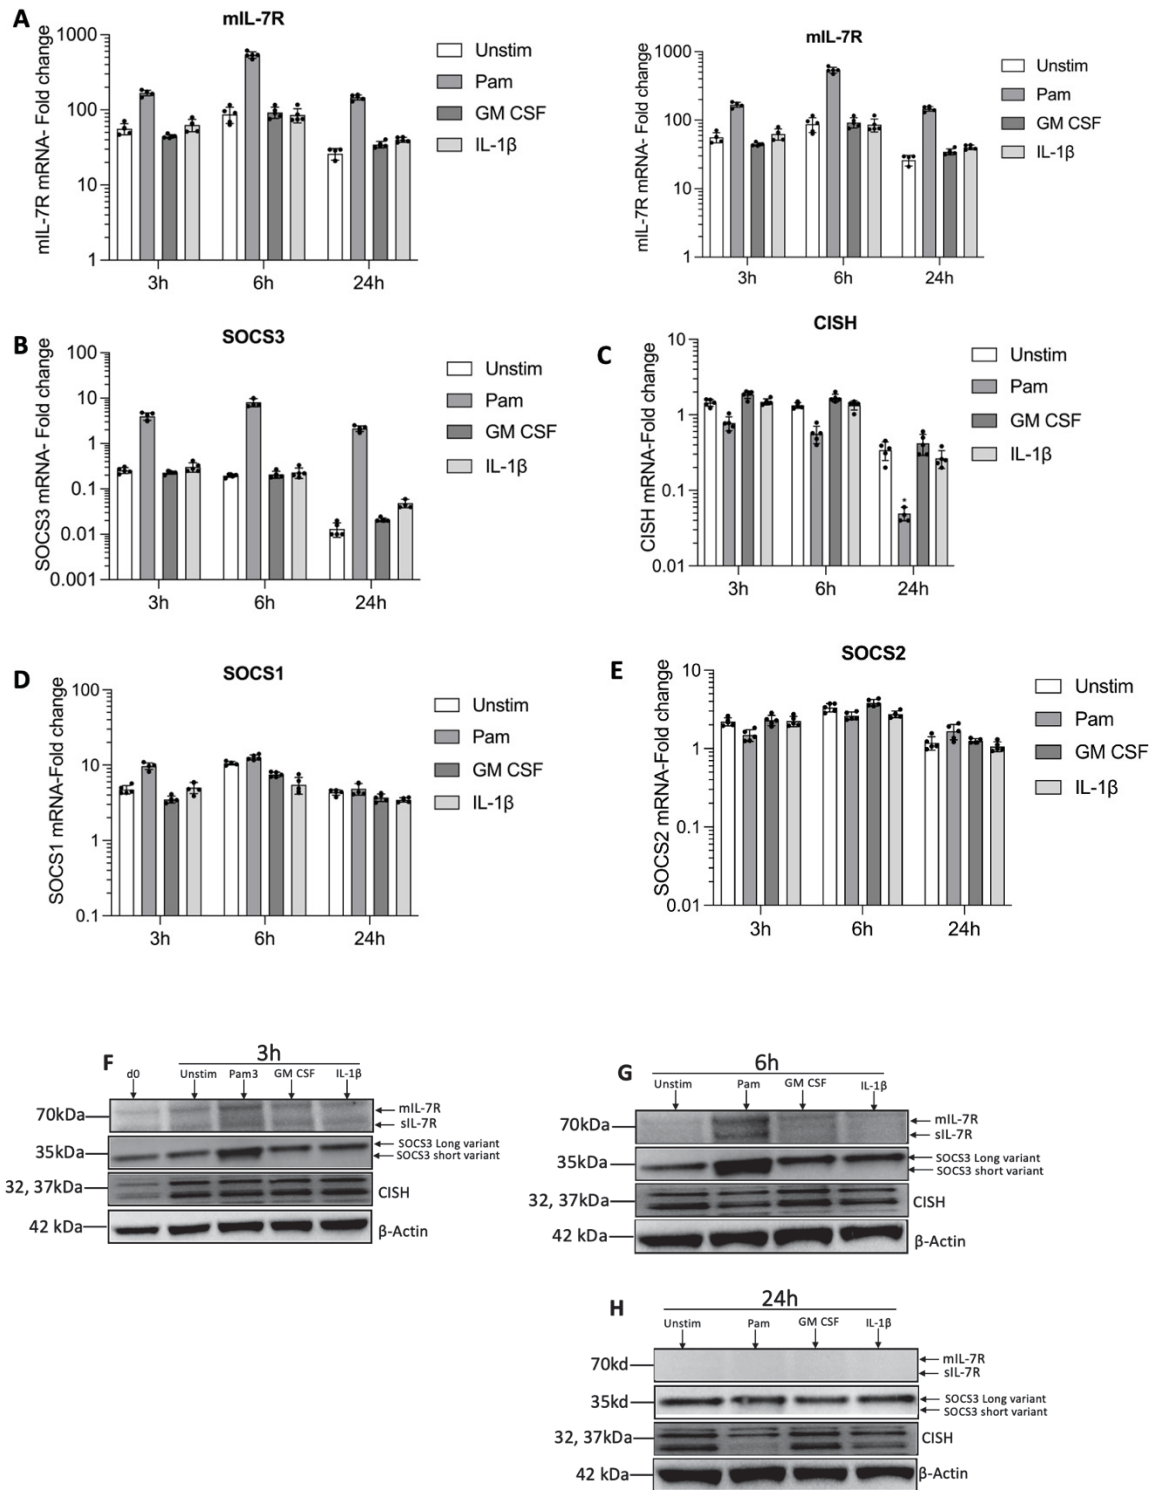 A
mIL-7R
mIL-7R mRNA- Fold change
1000
100
10
1
3h
6h
24h
Unstim
Pam
GM CSF
IL-1β
mIL-7R
mIL-7R mRNA- Fold change
1000
100
10
1
3h
6h
24h
Unstim
Pam
GM CSF
IL-1β
B
SOCS3
SOCS3 mRNA- Fold change
100
10
1
0.1
0.01
0.001
3h
6h
24h
Unstim
Pam
GM CSF
IL-1β
C
CISH
CISH mRNA-Fold change
10
1
0.1
0.01
*
3h
6h
24h
Unstim
Pam
GM CSF
IL-1β
D
SOCS1
SOCS1 mRNA-Fold change
100
10
1
0.1
3h
6h
24h
Unstim
Pam
GM CSF
IL-1β
E
SOCS2
SOCS2 mRNA-Fold change
10
1
0.1
0.01
3h
6h
24h
Unstim
Pam
GM CSF
IL-1β
F
3h
d0 Unstim Pam3 GM CSF IL-1β
70kDa
mIL-7R
sIL-7R
35kDa
SOCS3 Long variant
SOCS3 short variant
32, 37kDa
CISH
42 kDa
β-Actin
G
6h
Unstim Pam GM CSF IL-1β
70kDa
mIL-7R
sIL-7R
35kDa
SOCS3 Long variant
SOCS3 short variant
32, 37kDa
CISH
42 kDa
β-Actin
H
24h
Unstim Pam GM CSF IL-1β
70kd
mIL-7R
sIL-7R
35kd
SOCS3 Long variant
SOCS3 short variant
32, 37kDa
CISH
42 kDa
β-Actin